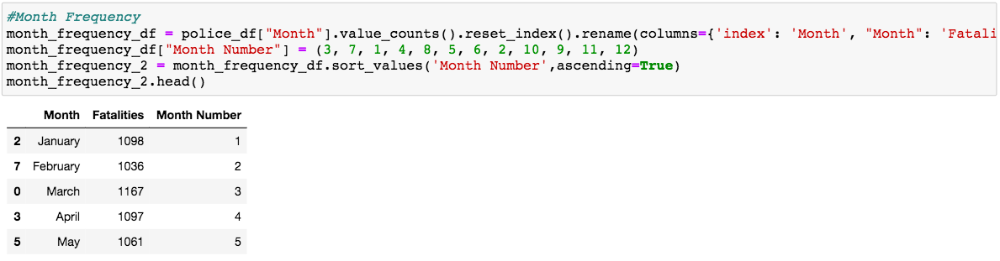 #Month Frequency
month_frequency_df = police_df["Month"].value_counts().reset_index().rename(columns={'index': 'Month', "Month": 'Fatali
month_frequency_df["Month Number"] = (3, 7, 1, 4, 8, 5, 6, 2, 10, 9, 11, 12)
month_frequency_2 = month_frequency_df.sort_values('Month Number',ascending=True)
month_frequency_2.head()
Month Fatalities Month Number
2 January 1098 1
7 February 1036 2
0 March 1167 3
3 April 1097 4
5 May 1061 5